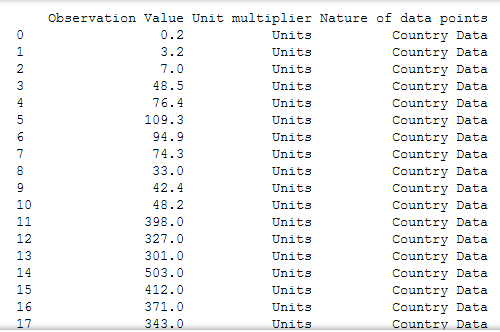 Observation Value Unit multiplier Nature of data points
0 0.2 Units Country Data
1 3.2 Units Country Data
2 7.0 Units Country Data
3 48.5 Units Country Data
4 76.4 Units Country Data
5 109.3 Units Country Data
6 94.9 Units Country Data
7 74.3 Units Country Data
8 33.0 Units Country Data
9 42.4 Units Country Data
10 48.2 Units Country Data
11 398.0 Units Country Data
12 327.0 Units Country Data
13 301.0 Units Country Data
14 503.0 Units Country Data
15 412.0 Units Country Data
16 371.0 Units Country Data
17 343.0 Units Country Data